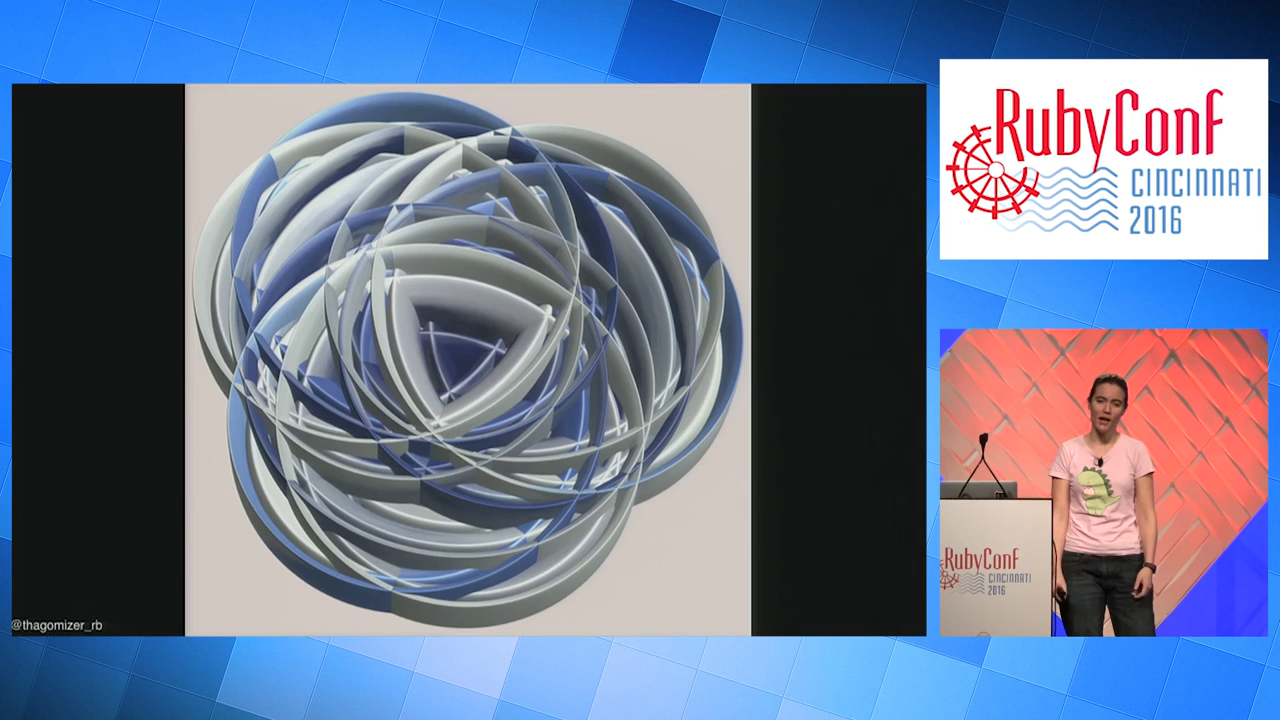 RubyConf
CINCINNATI
2016
RubyConf
CINCINNATI
2016
@thagomizer_rb